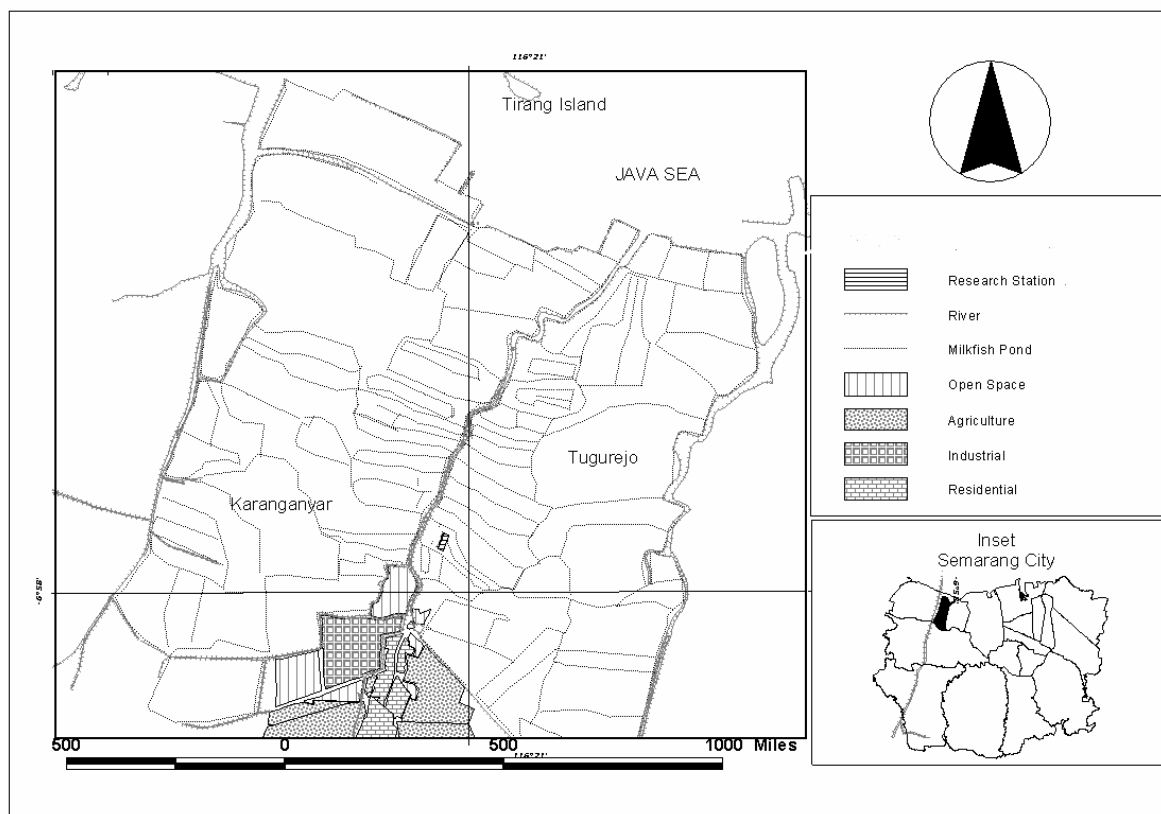 116°21'
Tirang Island
JAVA SEA
Research Station
River
Milkfish Pond
Open Space
Agriculture
Industrial
Residential
Tugurejo
Karanganyar
-6°58'
Inset
Semarang City
500 0 500 1000 Miles
116°21'